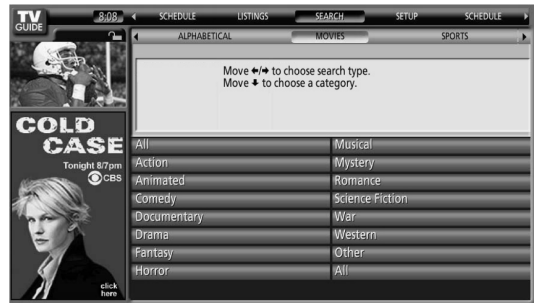 TV
GUIDE
8:08
SCHEDULE LISTINGS SEARCH SETUP SCHEDULE
ALPHABETICAL MOVIES SPORTS
Move ←/→ to choose search type.
Move ↓ to choose a category.
COLD
CASE
Tonight 8/7pm
CBS
click
here
All Musical
Action Mystery
Animated Romance
Comedy Science Fiction
Documentary War
Drama Western
Fantasy Other
Horror All